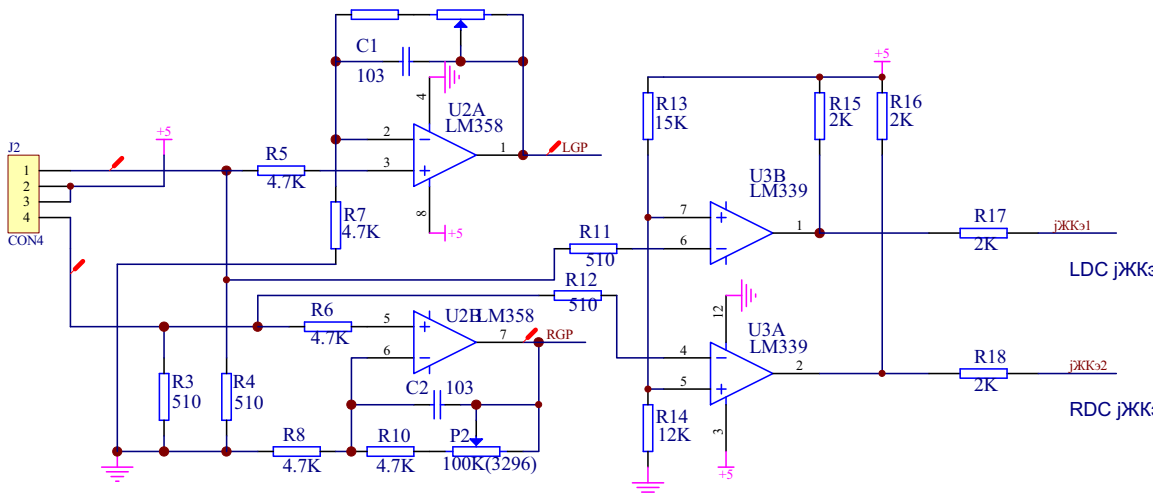 C1
103
+5
4
U2A
LM358
R13
15K
R15
2K
R16
2K
J2
+5
2
1
LGP
1
2
3
4
R5
4.7K
3
CON4
8
+5
R7
4.7K
U3B
LM339
7
1
R17
jЖКэ1
6
2K
R11
510
LDC jЖКэ
R12
510
12
R6
4.7K
U2B
LM358
5
7
RGP
6
U3A
LM339
4
2
R18
jЖКэ2
5
2K
C2
103
R3
510
R4
510
R14
12K
3
+5
RDC jЖКэ
R8
4.7K
R10
4.7K
P2
100K(3296)